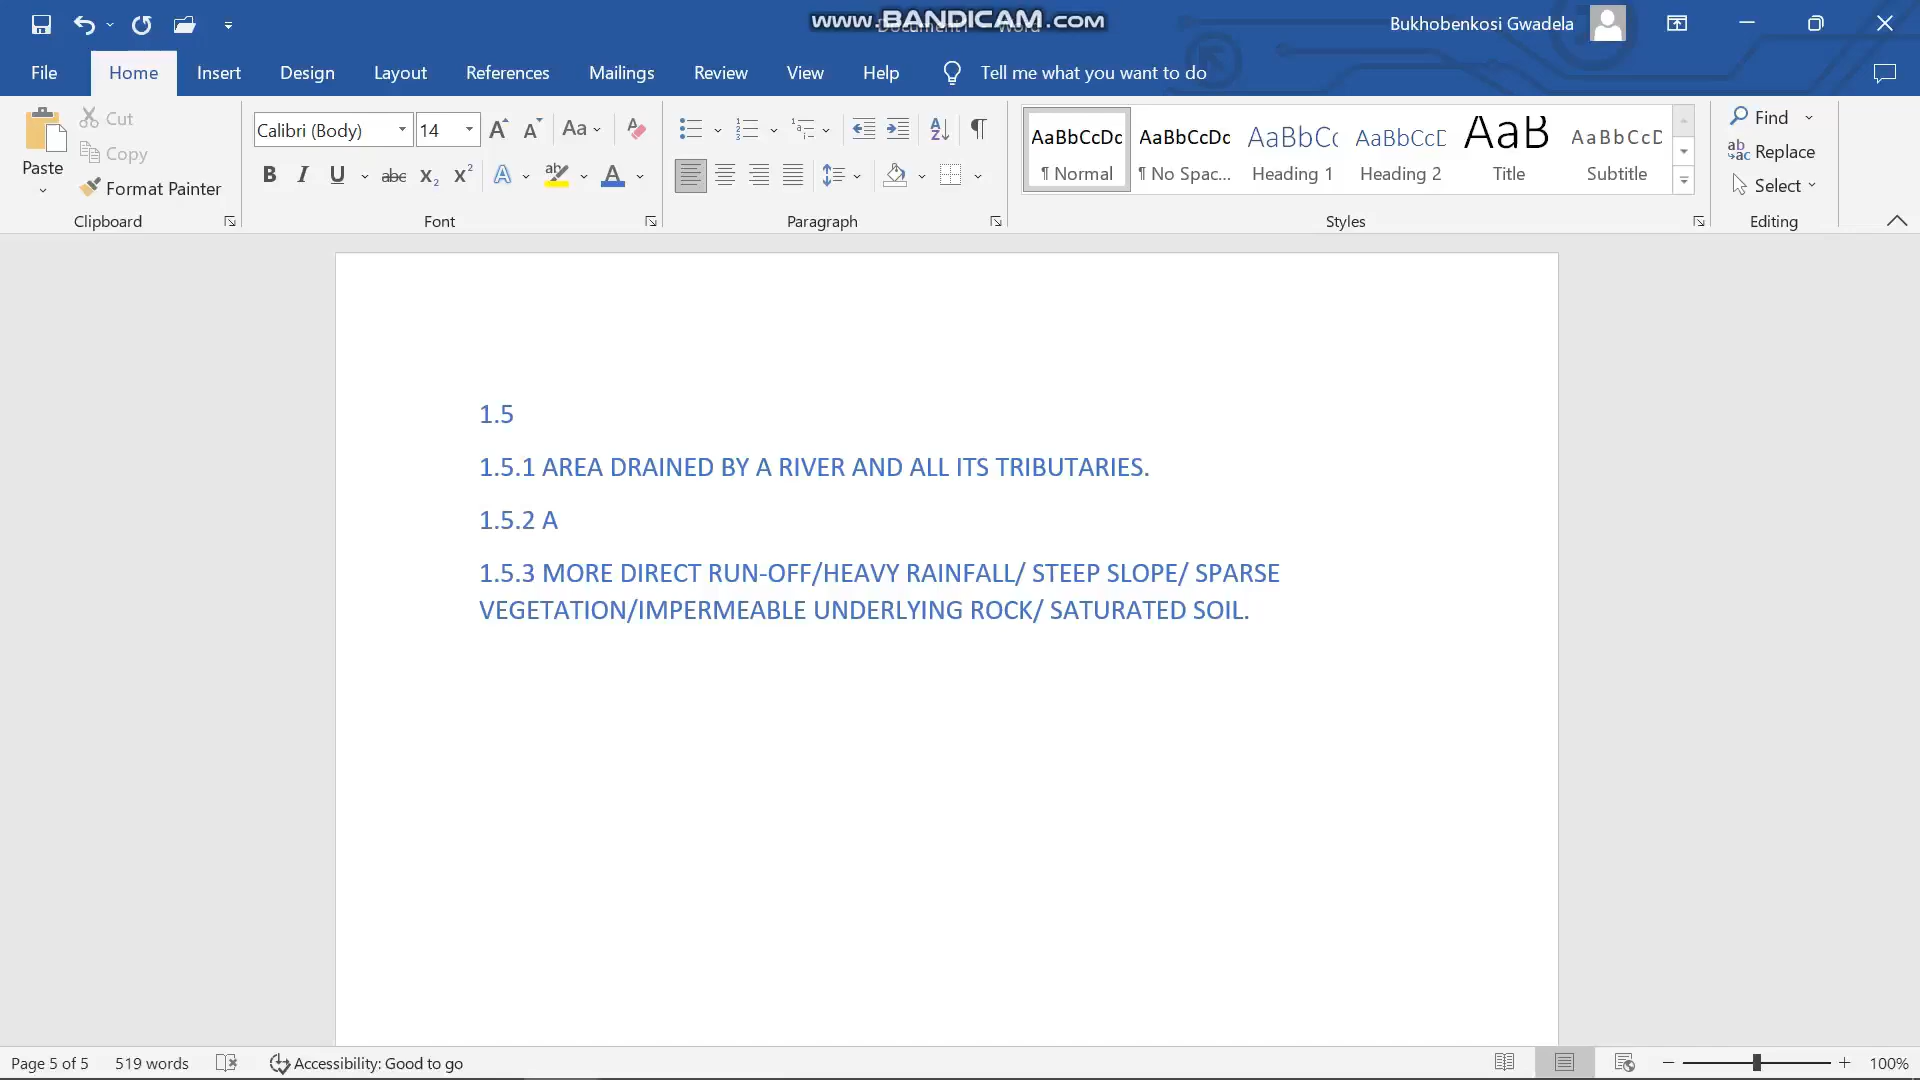 www.BANDICAM.com
Bukhobenkosi Gwadela
File Home Insert Design Layout References Mailings Review View Help Tell me what you want to do
Paste
Cut
Copy
Format Painter
Clipboard
Calibri (Body) 14
Font
Paragraph
AaBbCcDc AaBbCcDc AaBbCc AaBbCcD AaB AaBbCcD
¶ Normal ¶ No Spac... Heading 1 Heading 2 Title Subtitle
Styles
Find
Replace
Select
Editing
1.5
1.5.1 AREA DRAINED BY A RIVER AND ALL ITS TRIBUTARIES.
1.5.2 A
1.5.3 MORE DIRECT RUN-OFF/HEAVY RAINFALL/ STEEP SLOPE/ SPARSE
VEGETATION/IMPERMEABLE UNDERLYING ROCK/ SATURATED SOIL.
Page 5 of 5 519 words Accessibility: Good to go 100%